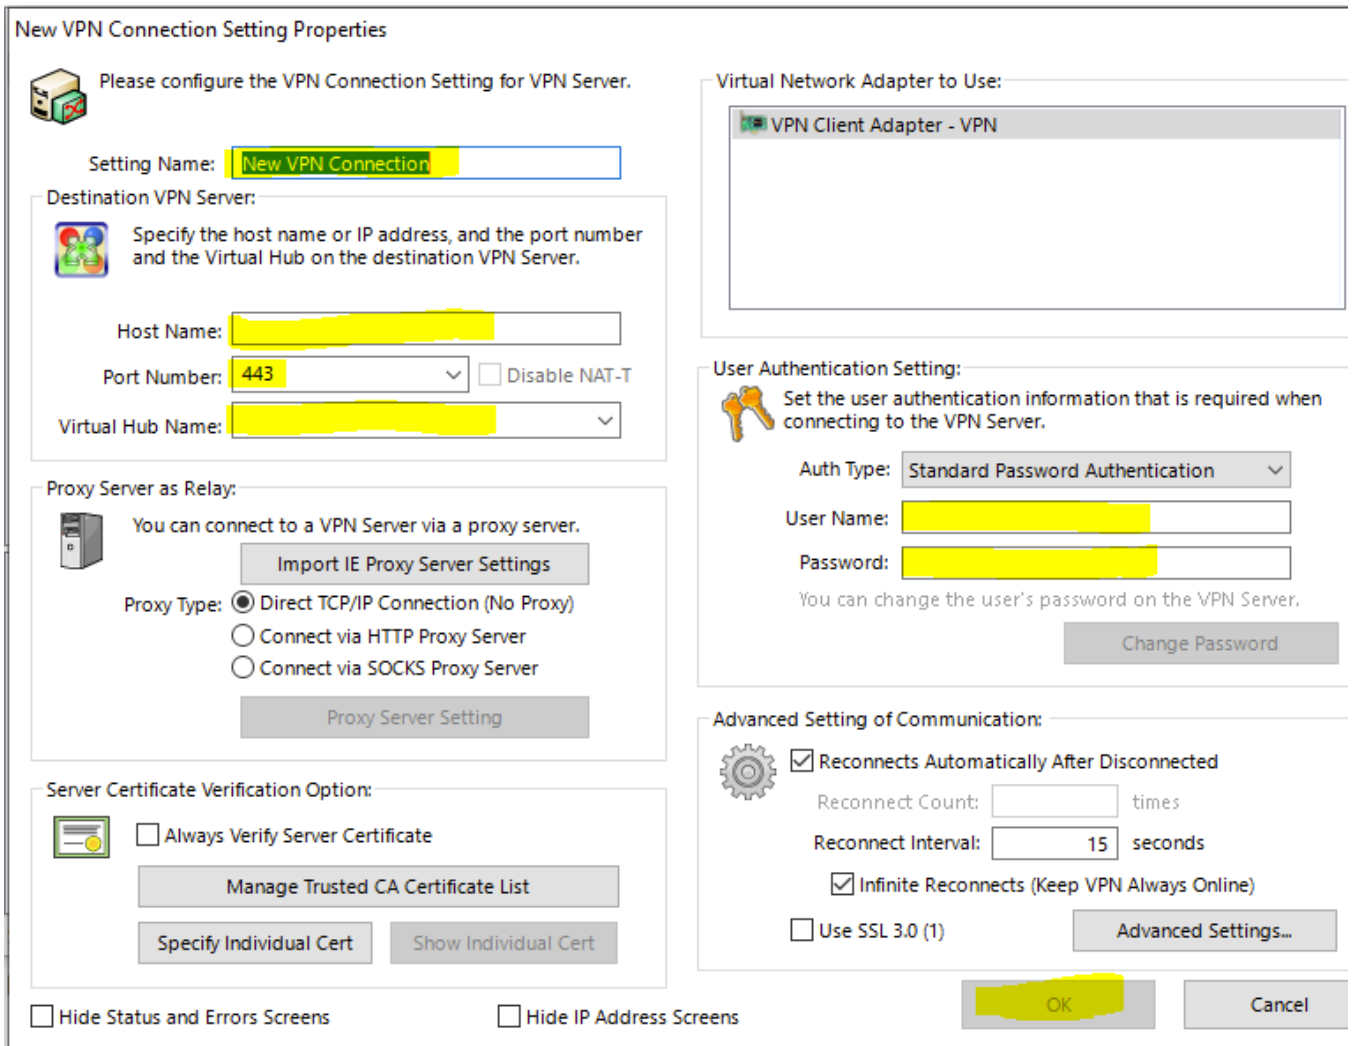 New VPN Connection Setting Properties
Please configure the VPN Connection Setting for VPN Server.
Setting Name: New VPN Connection
Destination VPN Server:
Specify the host name or IP address, and the port number
and the Virtual Hub on the destination VPN Server.
Host Name:
Port Number: 443 Disable NAT-T
Virtual Hub Name:
Proxy Server as Relay:
You can connect to a VPN Server via a proxy server.
Import IE Proxy Server Settings
Proxy Type: Direct TCP/IP Connection (No Proxy)
Connect via HTTP Proxy Server
Connect via SOCKS Proxy Server
Proxy Server Setting
Server Certificate Verification Option:
Always Verify Server Certificate
Manage Trusted CA Certificate List
Specify Individual Cert Show Individual Cert
Hide Status and Errors Screens Hide IP Address Screens
Virtual Network Adapter to Use:
VPN Client Adapter - VPN
User Authentication Setting:
Set the user authentication information that is required when
connecting to the VPN Server.
Auth Type: Standard Password Authentication
User Name:
Password:
You can change the user's password on the VPN Server.
Change Password
Advanced Setting of Communication:
Reconnects Automatically After Disconnected
Reconnect Count: times
Reconnect Interval: 15 seconds
Infinite Reconnects (Keep VPN Always Online)
Use SSL 3.0 (1) Advanced Settings...
OK Cancel